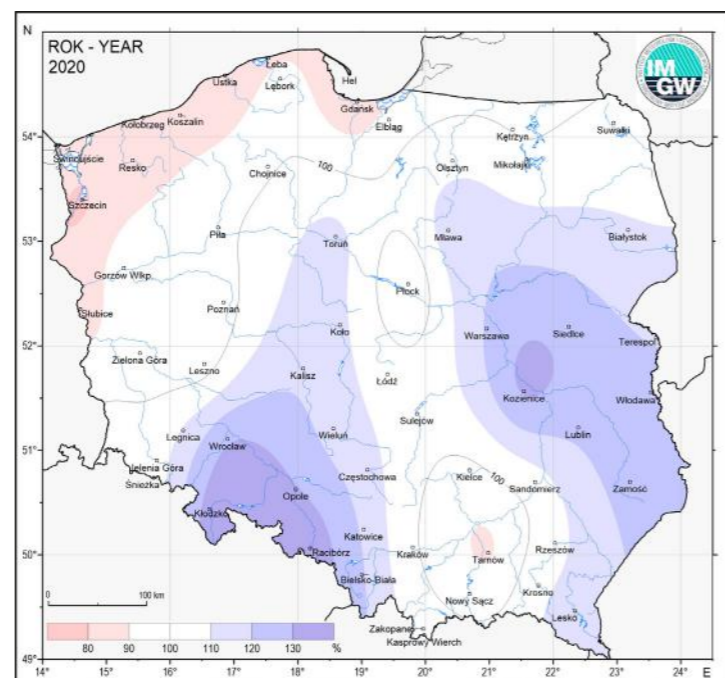 N
ROK - YEAR
2020
IMGW
Łeba
Ustka
Lębork
Hel
Gdańsk
Koszalin
Kołobrzeg
Elbląg
Suwałki
Kętrzyn
54°
Świnoujście
Resko
Chojnice
100
Olsztyn
Mikołajki
Szczecin
Piła
Toruń
Mława
Białystok
53°
Gorzów Wlkp.
Płock
Słubice
Poznań
Koło
Warszawa
Siedlce
Terespol
52°
Zielona Góra
Leszno
Kalisz
Łódź
Kozienice
Włodawa
Sulejów
Legnica
Wrocław
Wieluń
Lublin
51°
Jelenia Góra
Śnieżka
Opole
Częstochowa
Kielce
100
Sandomierz
Zamość
Kłodzko
Katowice
Racibórz
Kraków
Tarnów
Rzeszów
50°
Bielsko-Biała
Nowy Sącz
Krosno
Lesko
0 100 km
Zakopane
Kasprowy Wierch
80 90 100 110 120 130 %
49°
14° 15° 16° 17° 18° 19° 20° 21° 22° 23° 24° E